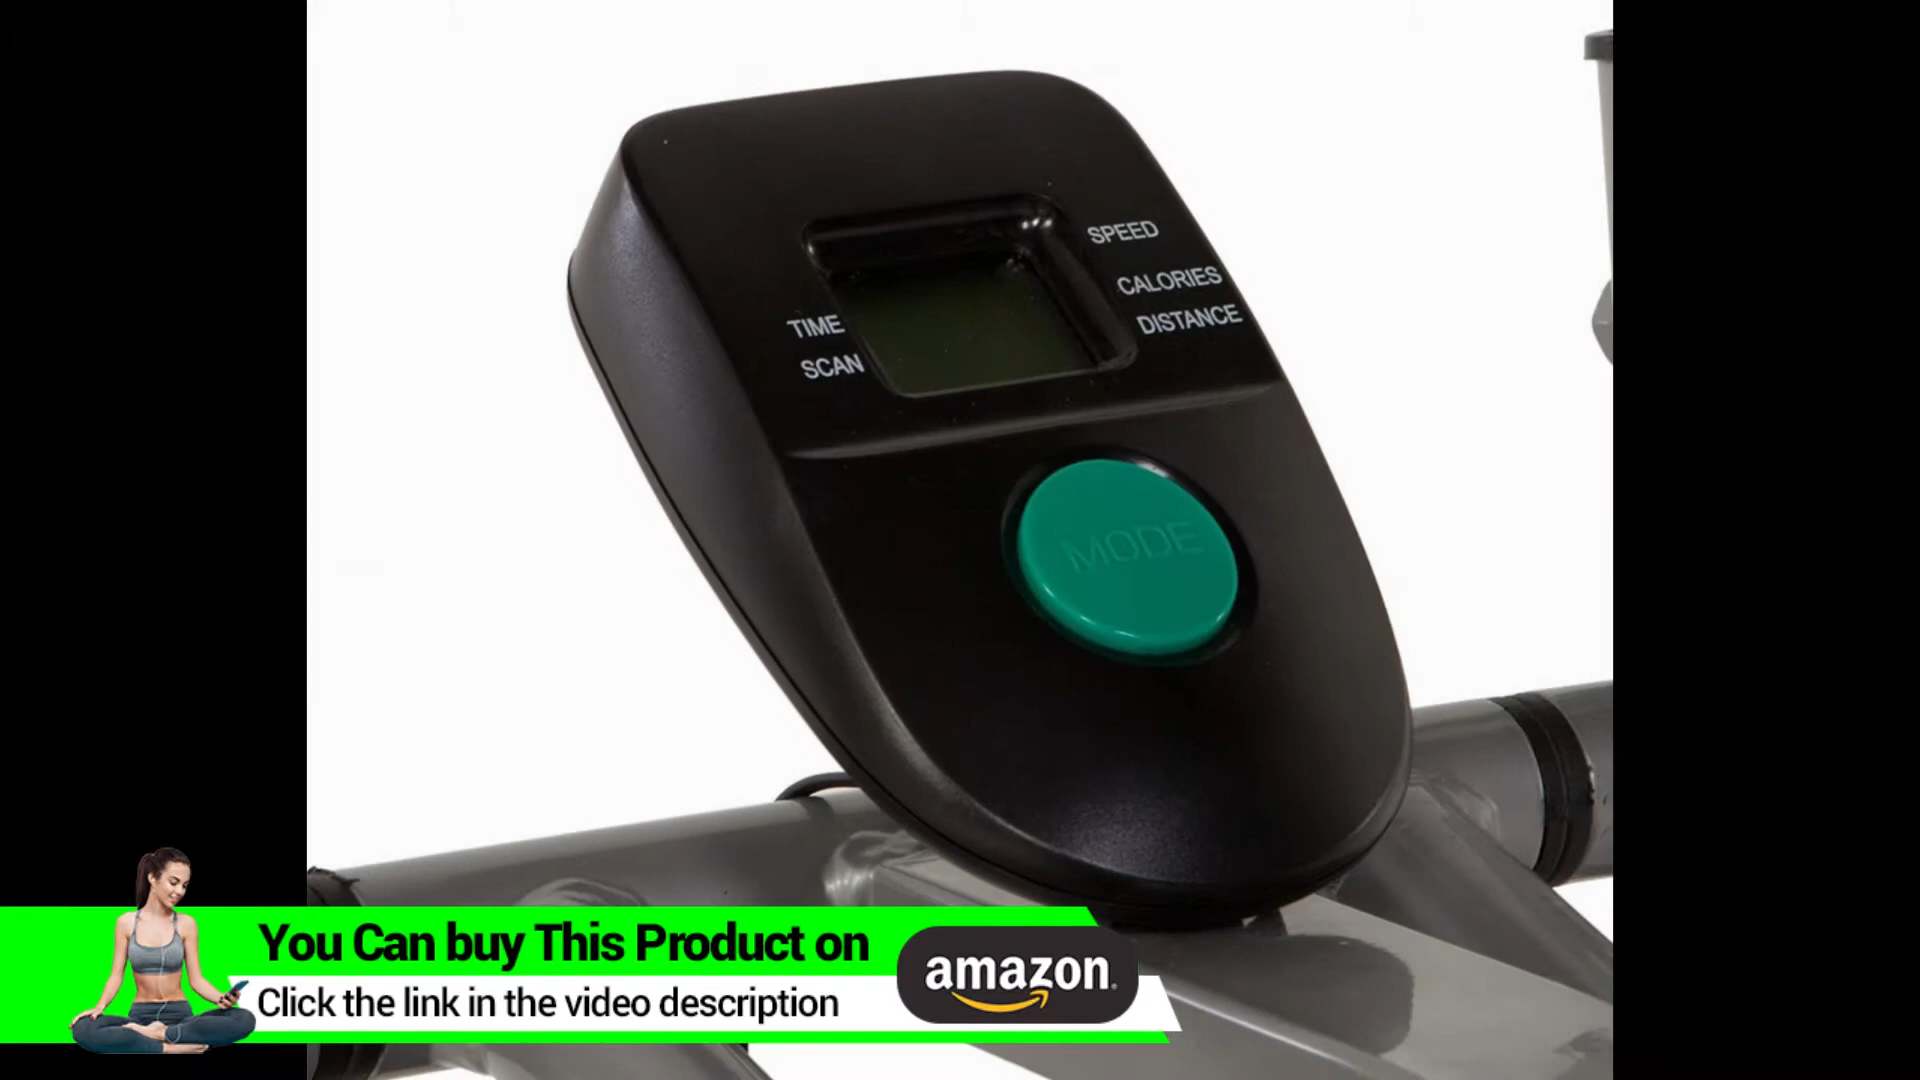 SPEED
CALORIES
DISTANCE
TIME
SCAN
MODE
You Can buy This Product on
Click the link in the video description
amazon